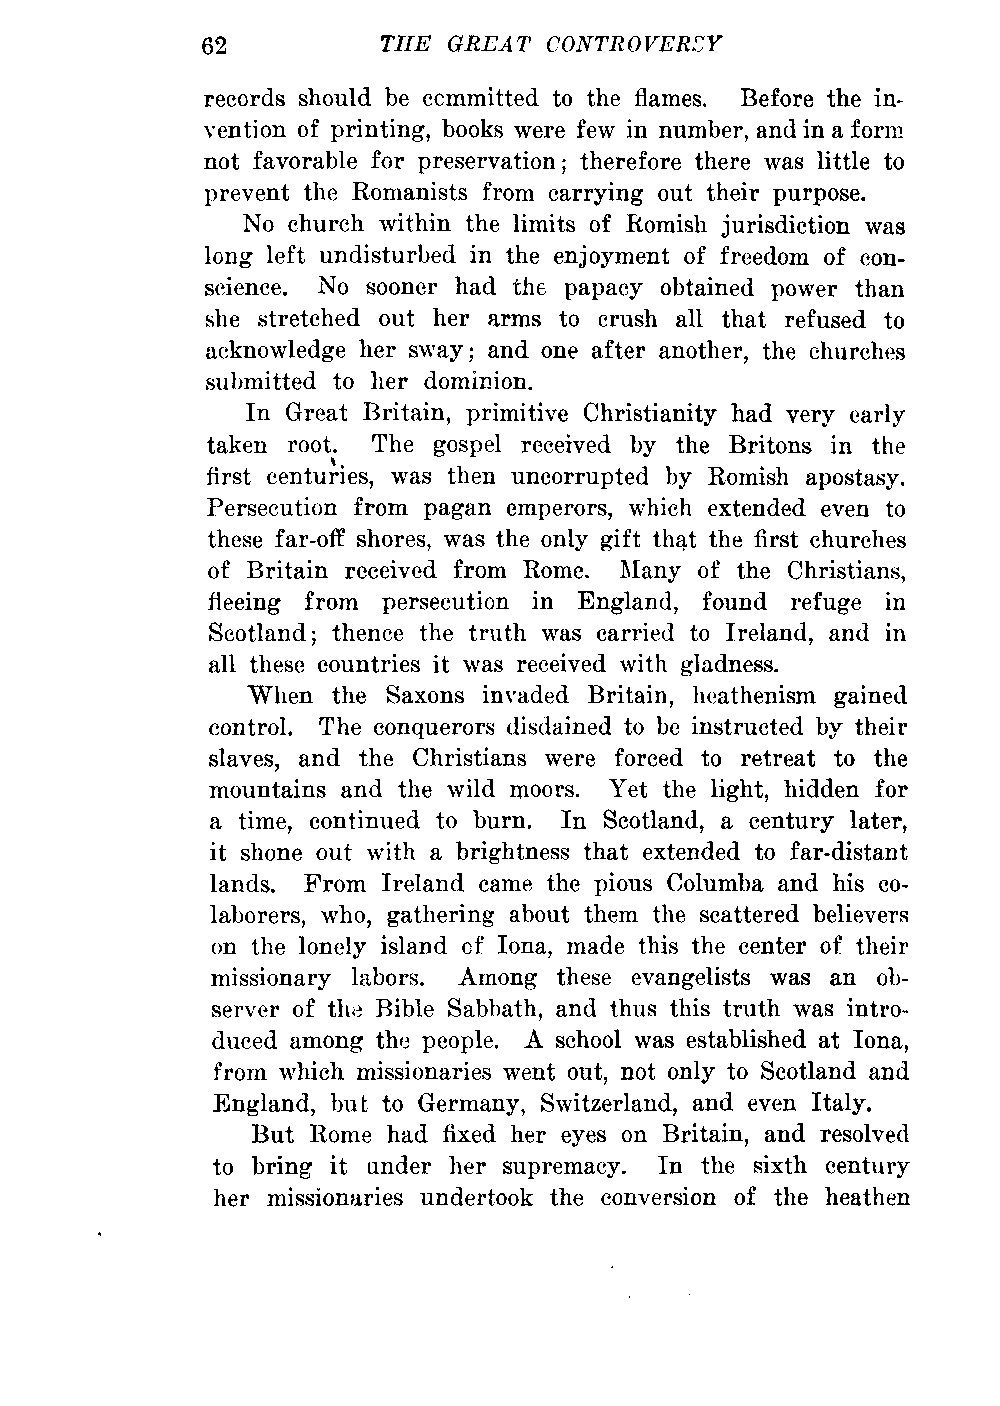 62 THE GREAT CONTROVERSY
records should be committed to the flames. Before the in-
vention of printing, books were few in number, and in a form
not favorable for preservation; therefore there was little to
prevent the Romanists from carrying out their purpose.
No church within the limits of Romish jurisdiction was
long left undisturbed in the enjoyment of freedom of con-
science. No sooner had the papacy obtained power than
she stretched out her arms to crush all that refused to
acknowledge her sway; and one after another, the churches
submitted to her dominion.
In Great Britain, primitive Christianity had very early
taken root. The gospel received by the Britons in the
first centuries, was then uncorrupted by Romish apostasy.
Persecution from pagan emperors, which extended even to
these far-off shores, was the only gift that the first churches
of Britain received from Rome. Many of the Christians,
fleeing from persecution in England, found refuge in
Scotland; thence the truth was carried to Ireland, and in
all these countries it was received with gladness.
When the Saxons invaded Britain, heathenism gained
control. The conquerors disdained to be instructed by their
slaves, and the Christians were forced to retreat to the
mountains and the wild moors. Yet the light, hidden for
a time, continued to burn. In Scotland, a century later,
it shone out with a brightness that extended to far-distant
lands. From Ireland came the pious Columba and his co-
laborers, who, gathering about them the scattered believers
on the lonely island of Iona, made this the center of their
missionary labors. Among these evangelists was an ob-
server of the Bible Sabbath, and thus this truth was intro-
duced among the people. A school was established at Iona,
from which missionaries went out, not only to Scotland and
England, but to Germany, Switzerland, and even Italy.
But Rome had fixed her eyes on Britain, and resolved
to bring it under her supremacy. In the sixth century
her missionaries undertook the conversion of the heathen